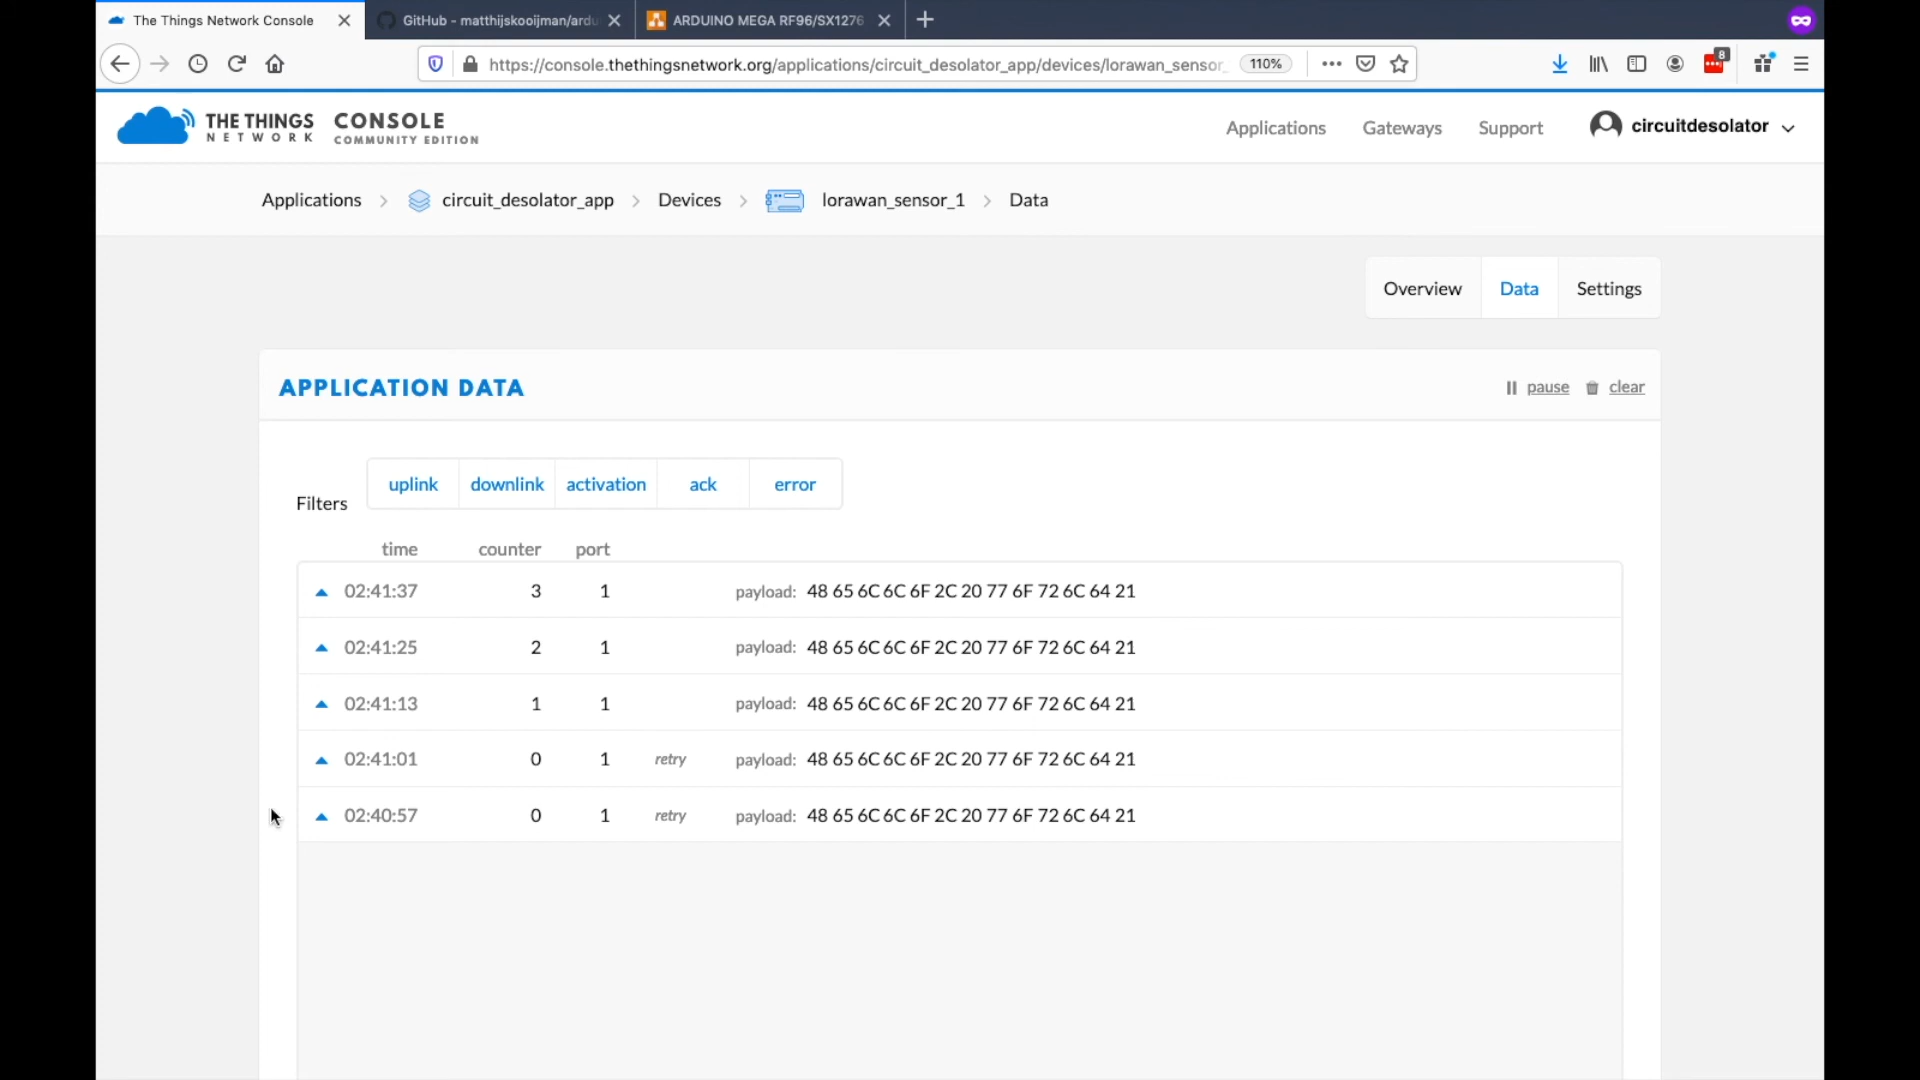 The Things Network Console
GitHub - matthijskooijman/ardu
ARDUINO MEGA RF96/SX1276
https://console.thethingsnetwork.org/applications/circuit_desolator_app/devices/lorawan_sensor_
110%
8
THE THINGS NETWORK
CONSOLE
COMMUNITY EDITION
Applications
Gateways
Support
circuitdesolator
Applications > circuit_desolator_app > Devices > lorawan_sensor_1 > Data
Overview
Data
Settings
APPLICATION DATA
pause
clear
Filters
uplink
downlink
activation
ack
error
time counter port
02:41:37 3 1 payload: 48 65 6C 6C 6F 2C 20 77 6F 72 6C 64 21
02:41:25 2 1 payload: 48 65 6C 6C 6F 2C 20 77 6F 72 6C 64 21
02:41:13 1 1 payload: 48 65 6C 6C 6F 2C 20 77 6F 72 6C 64 21
02:41:01 0 1 retry payload: 48 65 6C 6C 6F 2C 20 77 6F 72 6C 64 21
02:40:57 0 1 retry payload: 48 65 6C 6C 6F 2C 20 77 6F 72 6C 64 21